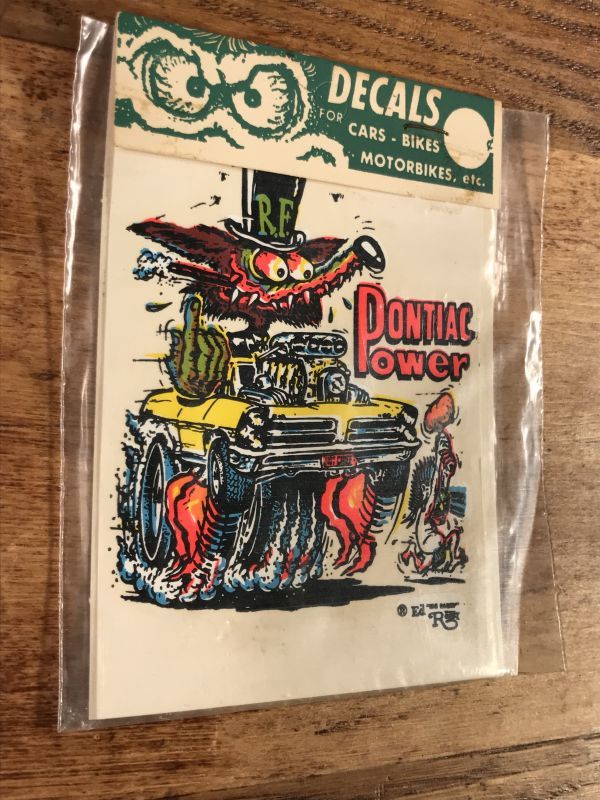 DECALS
FOR CARS - BIKES
MOTORBIKES, etc.
¢
R.F.
PONTIAC
POWER
® Ed